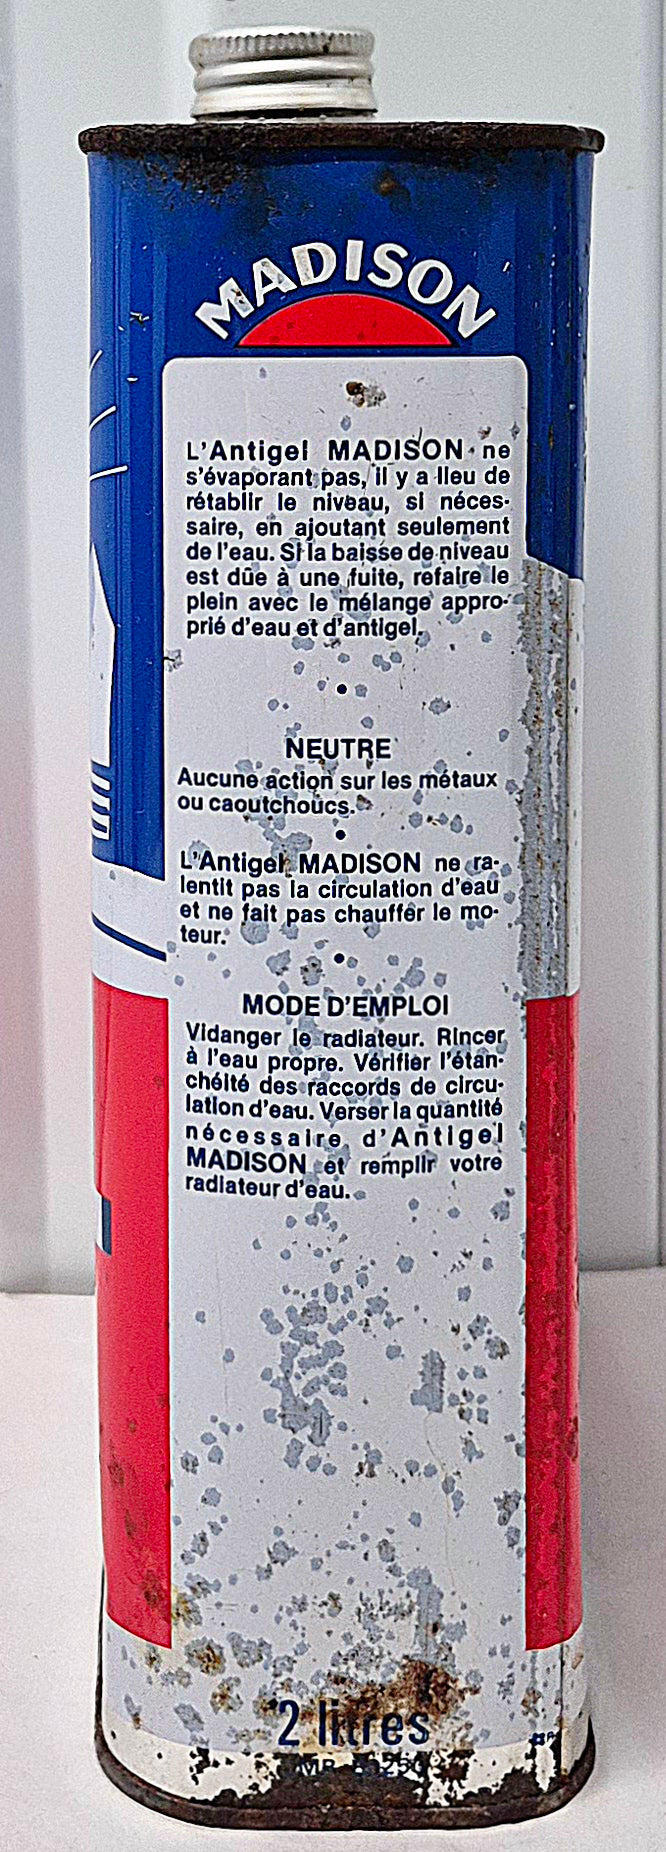 MADISON
L'Antigel MADISON ne
s'évaporant pas, il y a lieu de
rétablir le niveau, si néces-
saire, en ajoutant seulement
de l'eau. Si la baisse de niveau
est dûe à une fuite, refaire le
plein avec le mélange appro-
prié d'eau et d'antigel.
•
NEUTRE
Aucune action sur les métaux
ou caoutchoucs.
•
L'Antigel MADISON ne ra-
lentit pas la circulation d'eau
et ne fait pas chauffer le mo-
teur.
•
MODE D'EMPLOI
Vidanger le radiateur. Rincer
à l'eau propre. Vérifier l'étan-
chéité des raccords de circu-
lation d'eau. Verser la quantité
nécessaire d'Antigel
MADISON et remplir votre
radiateur d'eau.
2 litres